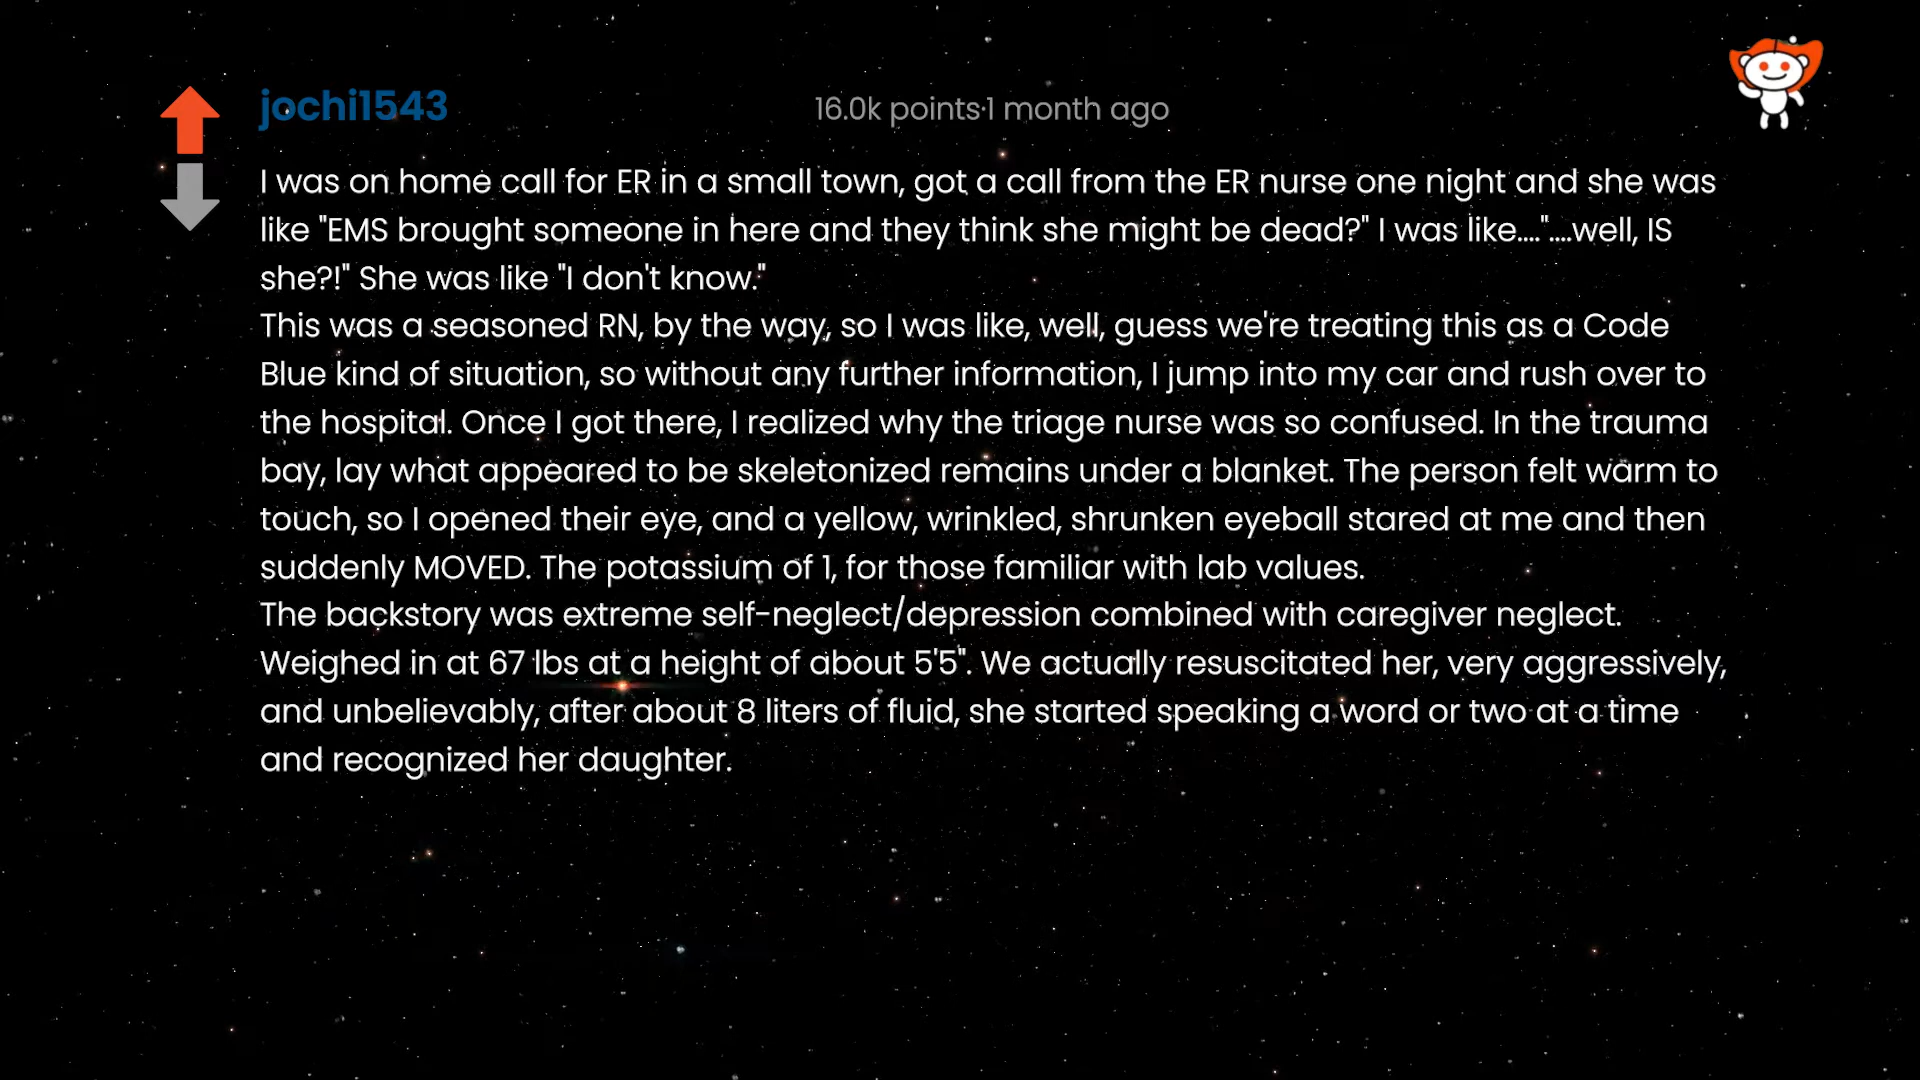 jochi1543
16.0k points·1 month ago
I was on home call for ER in a small town, got a call from the ER nurse one night and she was
like "EMS brought someone in here and they think she might be dead?" I was like....“....well, IS
she?!" She was like "I don't know."
This was a seasoned RN, by the way, so I was like, well, guess we're treating this as a Code
Blue kind of situation, so without any further information, I jump into my car and rush over to
the hospital. Once I got there, I realized why the triage nurse was so confused. In the trauma
bay, lay what appeared to be skeletonized remains under a blanket. The person felt warm to
touch, so I opened their eye, and a yellow, wrinkled, shrunken eyeball stared at me and then
suddenly MOVED. The potassium of 1, for those familiar with lab values.
The backstory was extreme self-neglect/depression combined with caregiver neglect.
Weighed in at 67 lbs at a height of about 5'5". We actually resuscitated her, very aggressively,
and unbelievably, after about 8 liters of fluid, she started speaking a word or two at a time
and recognized her daughter.